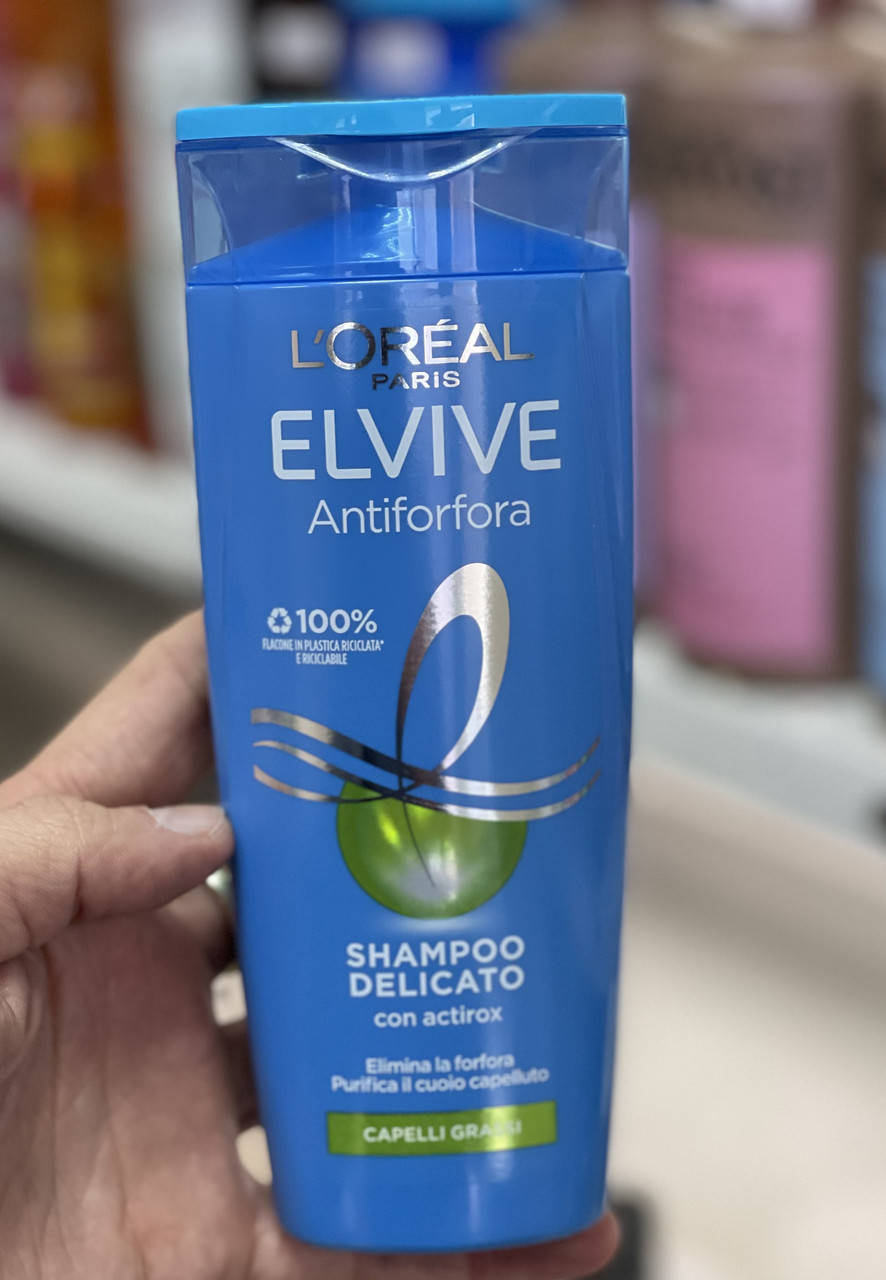 L'ORÉAL
PARIS
ELVIVE
Antiforfora
100%
FLACONE IN PLASTICA RICICLATA*
E RICICLABILE
SHAMPOO
DELICATO
con actirox
Elimina la forfora
Purifica il cuoio capelluto
CAPELLI GRASSI